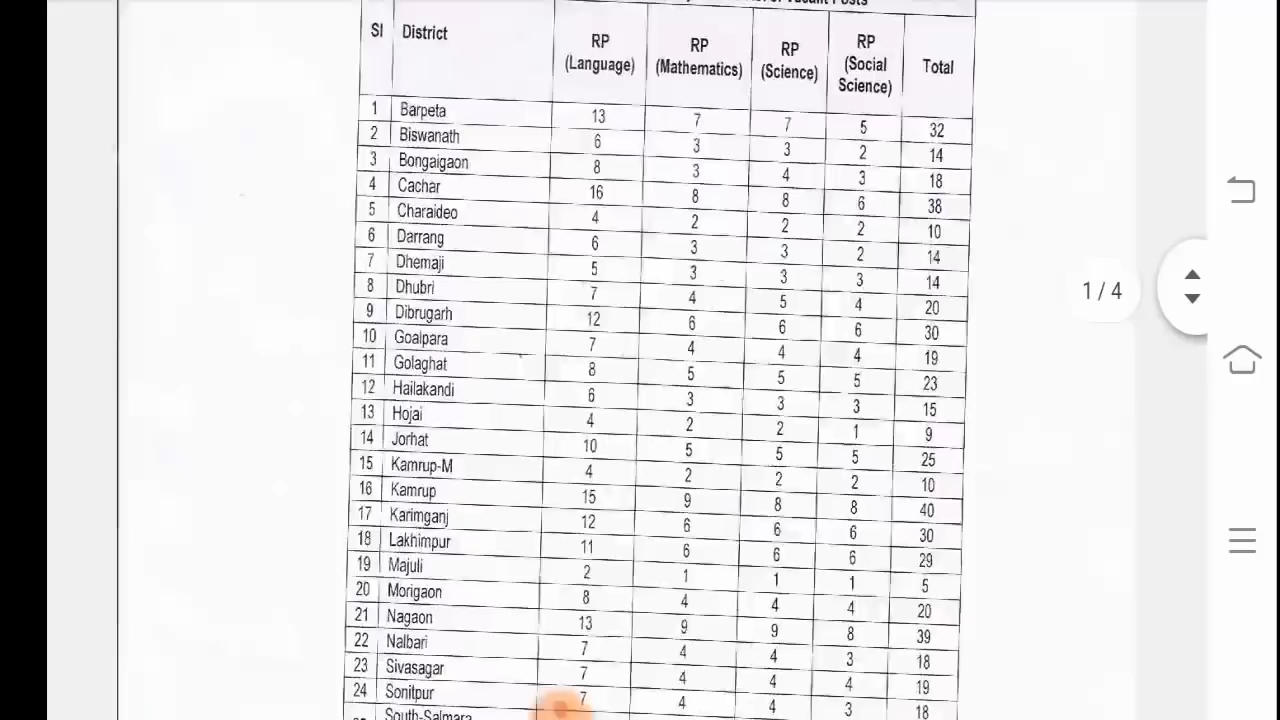 Vacant Posts
Sl District RP (Language) RP (Mathematics) RP (Science) RP (Social Science) Total
1 Barpeta 13 7 7 5 32
2 Biswanath 6 3 3 2 14
3 Bongaigaon 8 3 4 3 18
4 Cachar 16 8 8 6 38
5 Charaideo 4 2 2 2 10
6 Darrang 6 3 3 2 14
7 Dhemaji 5 3 3 3 14
8 Dhubri 7 4 5 4 20
9 Dibrugarh 12 6 6 6 30
10 Goalpara 7 4 4 4 19
11 Golaghat 8 5 5 5 23
12 Hailakandi 6 3 3 3 15
13 Hojai 4 2 2 1 9
14 Jorhat 10 5 5 5 25
15 Kamrup-M 4 2 2 2 10
16 Kamrup 15 9 8 8 40
17 Karimganj 12 6 6 6 30
18 Lakhimpur 11 6 6 6 29
19 Majuli 2 1 1 1 5
20 Morigaon 8 4 4 4 20
21 Nagaon 13 9 9 8 39
22 Nalbari 7 4 4 3 18
23 Sivasagar 7 4 4 4 19
24 Sonitpur 7 4 4 3 18
South-Salmara
1 / 4